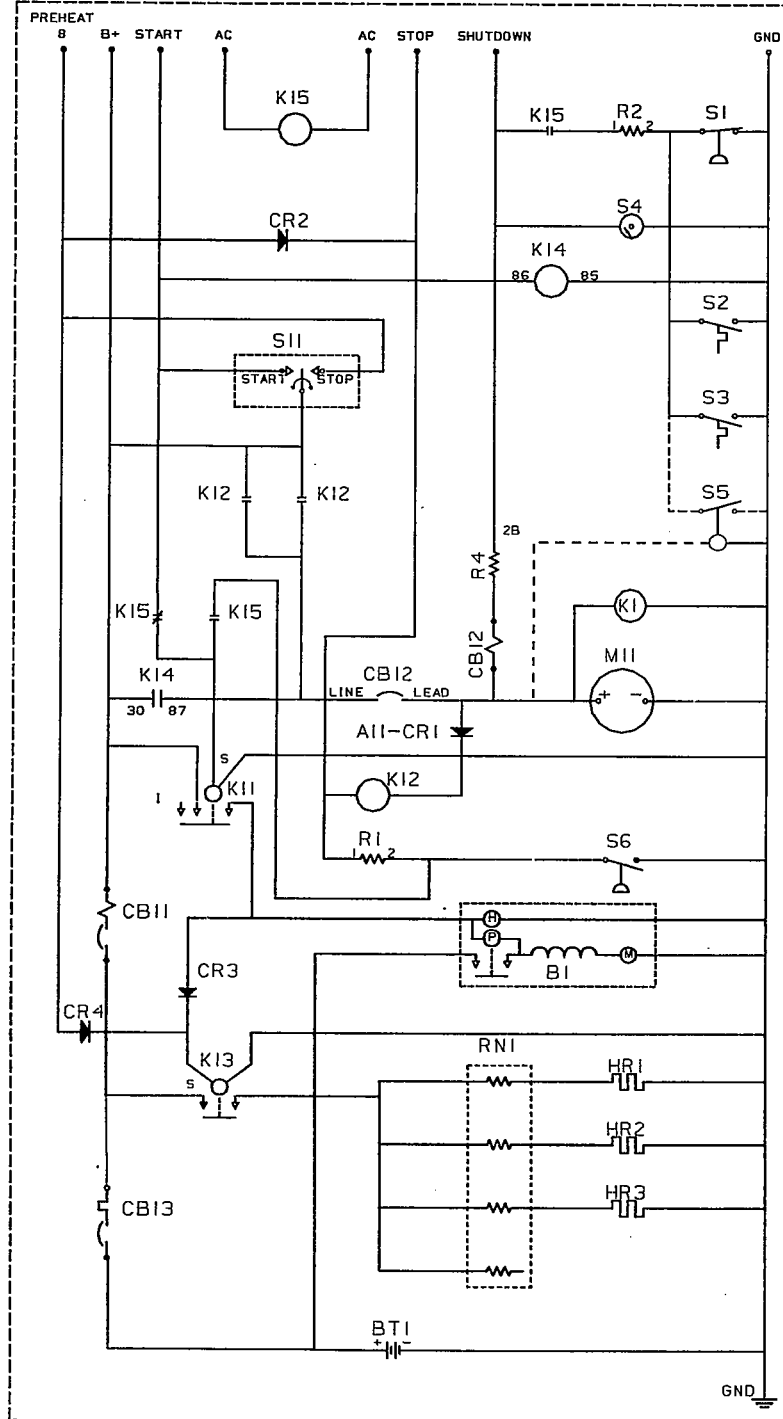 PREHEAT
8 B+ START AC AC STOP SHUTDOWN GND
K15
K15 1 R2 2 S1
S4
CR2
K14
86 85
S2
S11
START STOP
S3
K12 K12
S5
2B
R4
K15 K15
K1
CB12
M11
K14
CB12
30 87 LINE LEAD + -
A11-CR1
S
K11
K12
I
1 R1 2
S6
CB11
H
P
CR3
B1 M
CR4
K13
S
RN1
HR1
HR2
CB13
HR3
BT1
+ -
GND